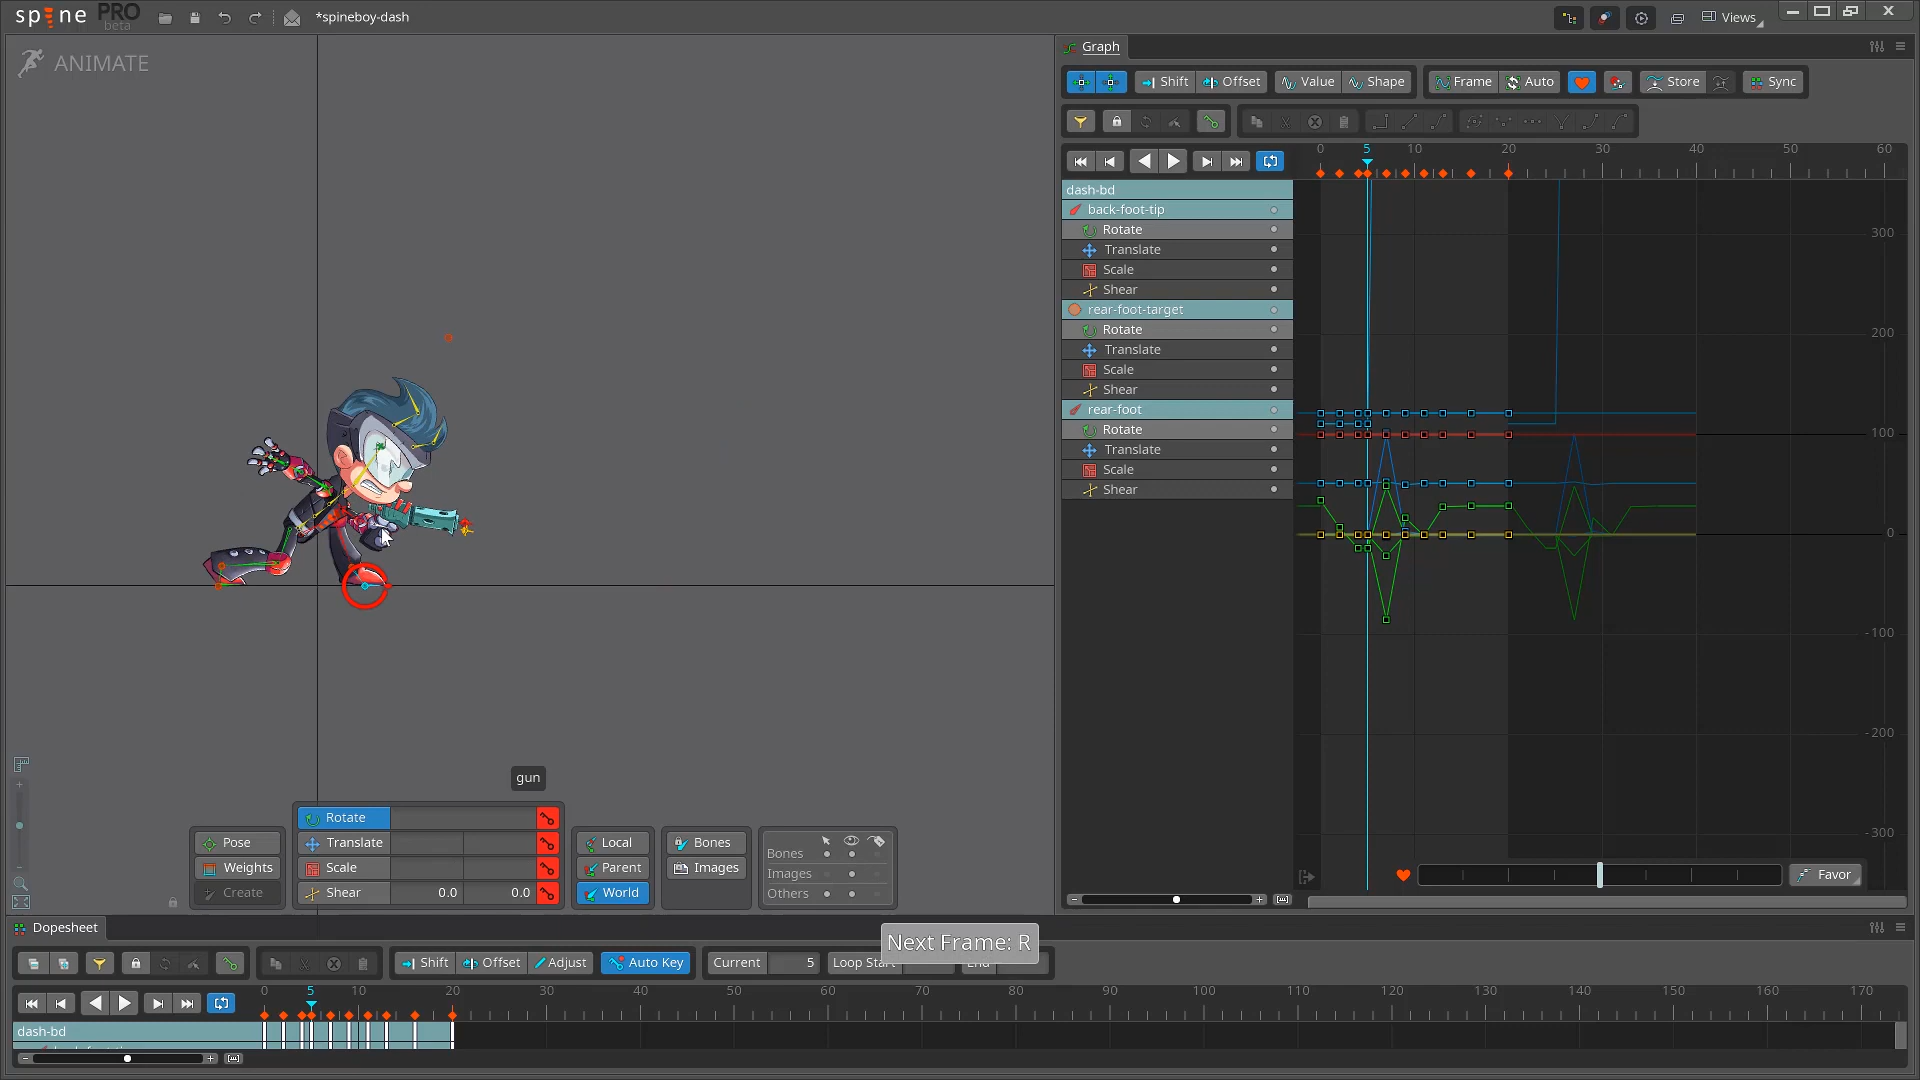 spine PRO beta
*spineboy-dash
Views
ANIMATE
Graph
Shift Offset Value Shape Frame Auto Store Sync
0 5 10 20 30 40 50 60
dash-bd
back-foot-tip
Rotate
Translate
Scale
Shear
rear-foot-target
Rotate
Translate
Scale
Shear
rear-foot
Rotate
Translate
Scale
Shear
300
200
100
0
-100
-200
-300
Favor
gun
Pose
Weights
Create
Rotate
Translate
Scale
Shear 0.0 0.0
Local
Parent
World
Bones
Images
Bones
Images
Others
Dopesheet
Next Frame: R
Shift Offset Adjust Auto Key Current 5 Loop Start
0 5 10 20 30 40 50 60 70 80 90 100 110 120 130 140 150 160 170
dash-bd